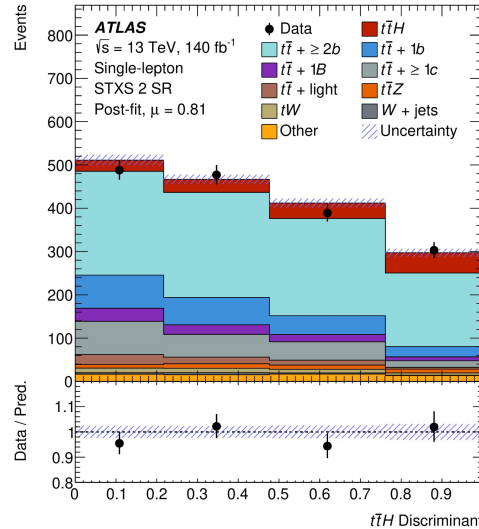 Events
800
700
600
500
400
300
200
100
0
ATLAS
√s = 13 TeV, 140 fb⁻¹
Single-lepton
STXS 2 SR
Post-fit, μ = 0.81
Data
tt̄H
tt̄ + ≥ 2b
tt̄ + 1b
tt̄ + 1B
tt̄ + ≥ 1c
tt̄ + light
tt̄Z
tW
W + jets
Other
Uncertainty
Data / Pred.
1.1
1
0.9
0.8
0 0.1 0.2 0.3 0.4 0.5 0.6 0.7 0.8 0.9
tt̄H Discriminant